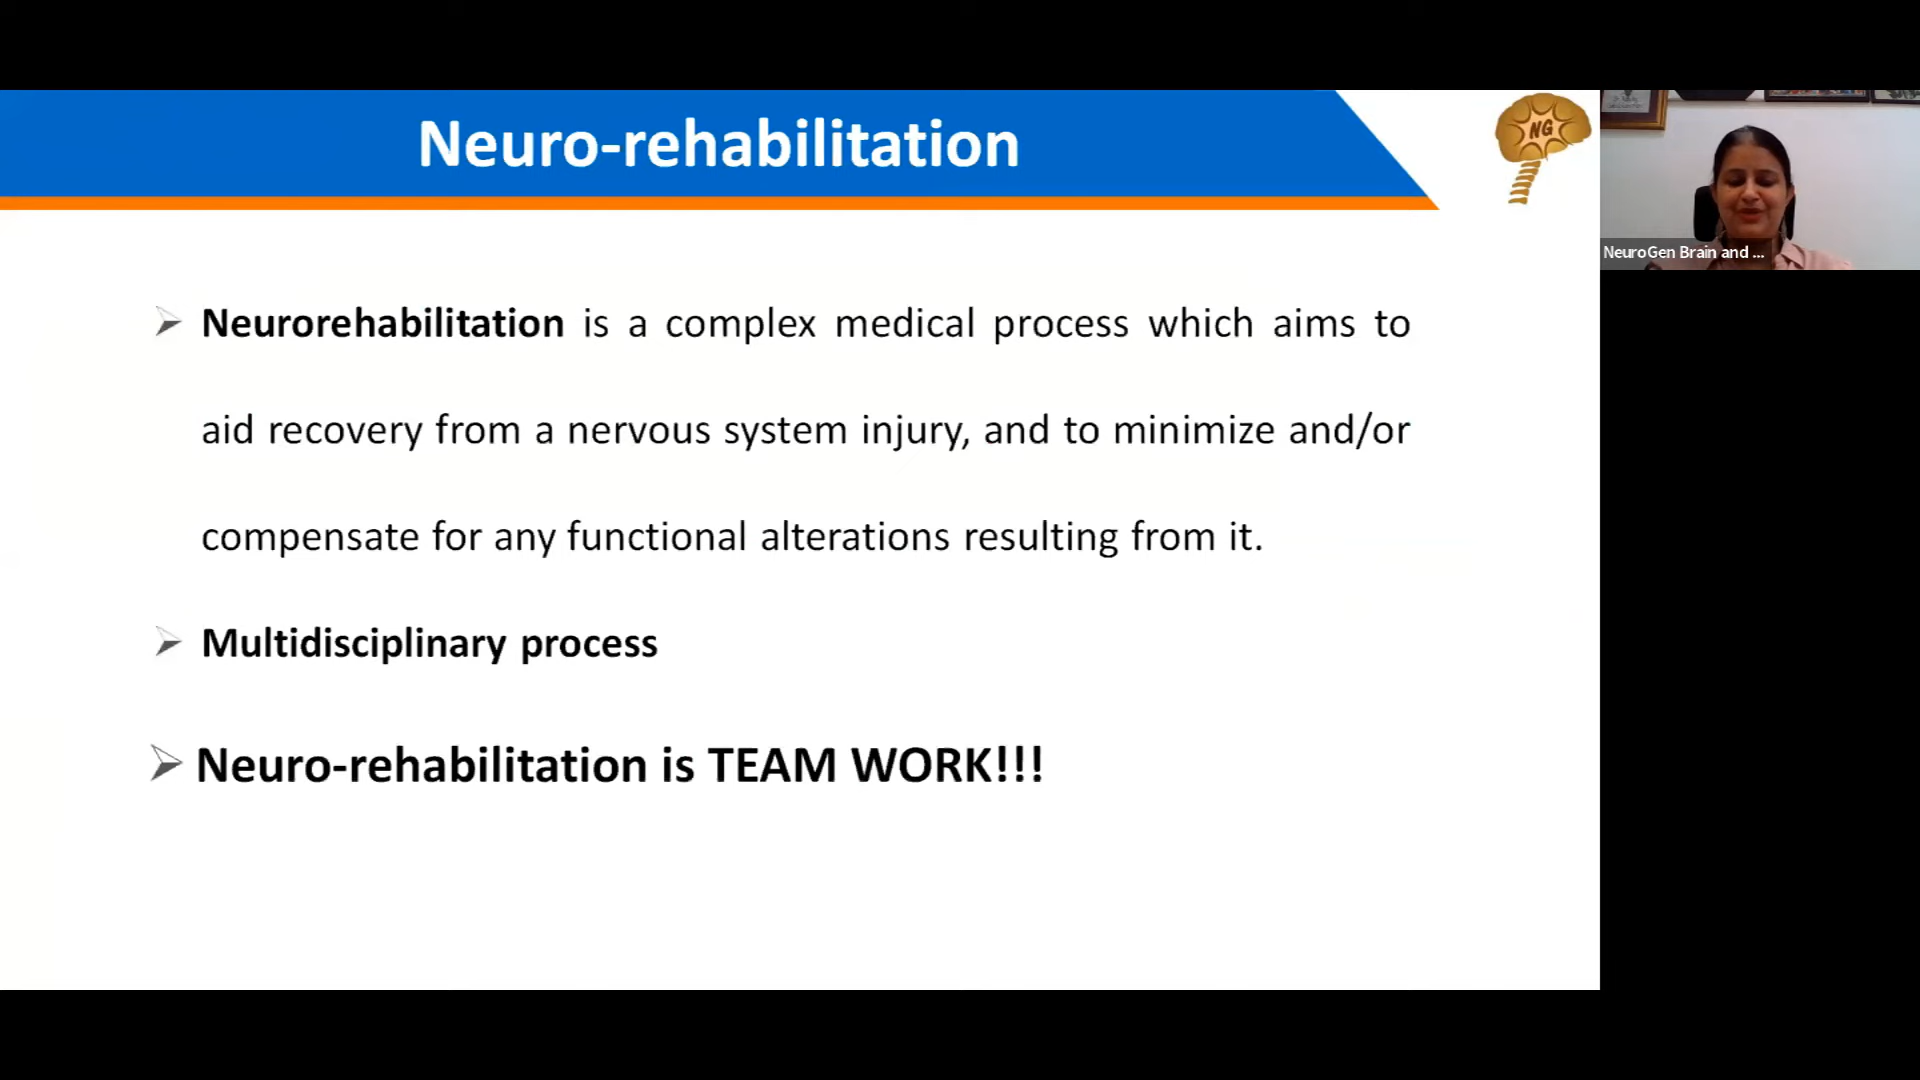 Neuro-rehabilitation
NG
NeuroGen Brain and ...
➢ Neurorehabilitation is a complex medical process which aims to
aid recovery from a nervous system injury, and to minimize and/or
compensate for any functional alterations resulting from it.
➢ Multidisciplinary process
➢ Neuro-rehabilitation is TEAM WORK!!!